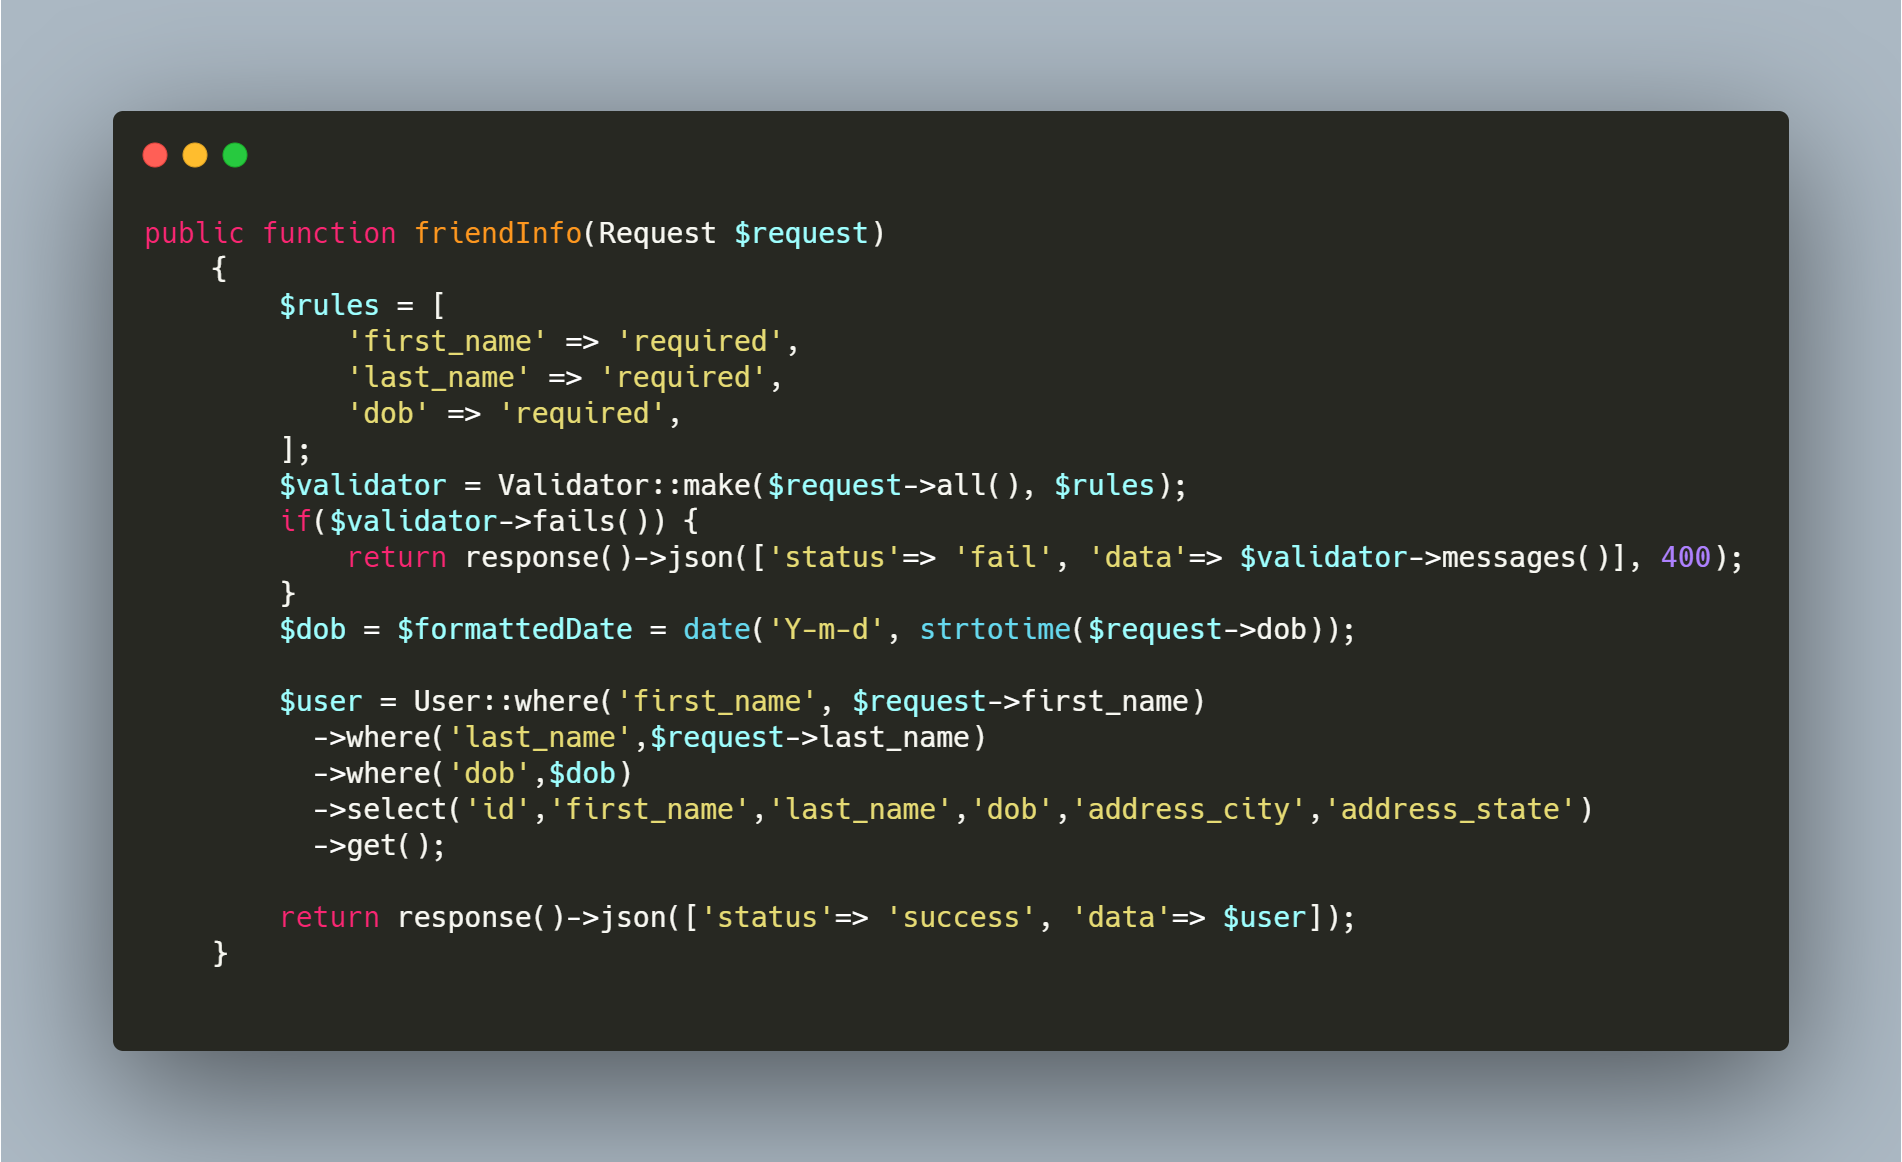 public function friendInfo(Request $request)
    {
        $rules = [
            'first_name' => 'required',
            'last_name' => 'required',
            'dob' => 'required',
        ];
        $validator = Validator::make($request->all(), $rules);
        if($validator->fails()) {
            return response()->json(['status'=> 'fail', 'data'=> $validator->messages()], 400);
        }
        $dob = $formattedDate = date('Y-m-d', strtotime($request->dob));

        $user = User::where('first_name', $request->first_name)
          ->where('last_name',$request->last_name)
          ->where('dob',$dob)
          ->select('id','first_name','last_name','dob','address_city','address_state')
          ->get();

        return response()->json(['status'=> 'success', 'data'=> $user]);
    }